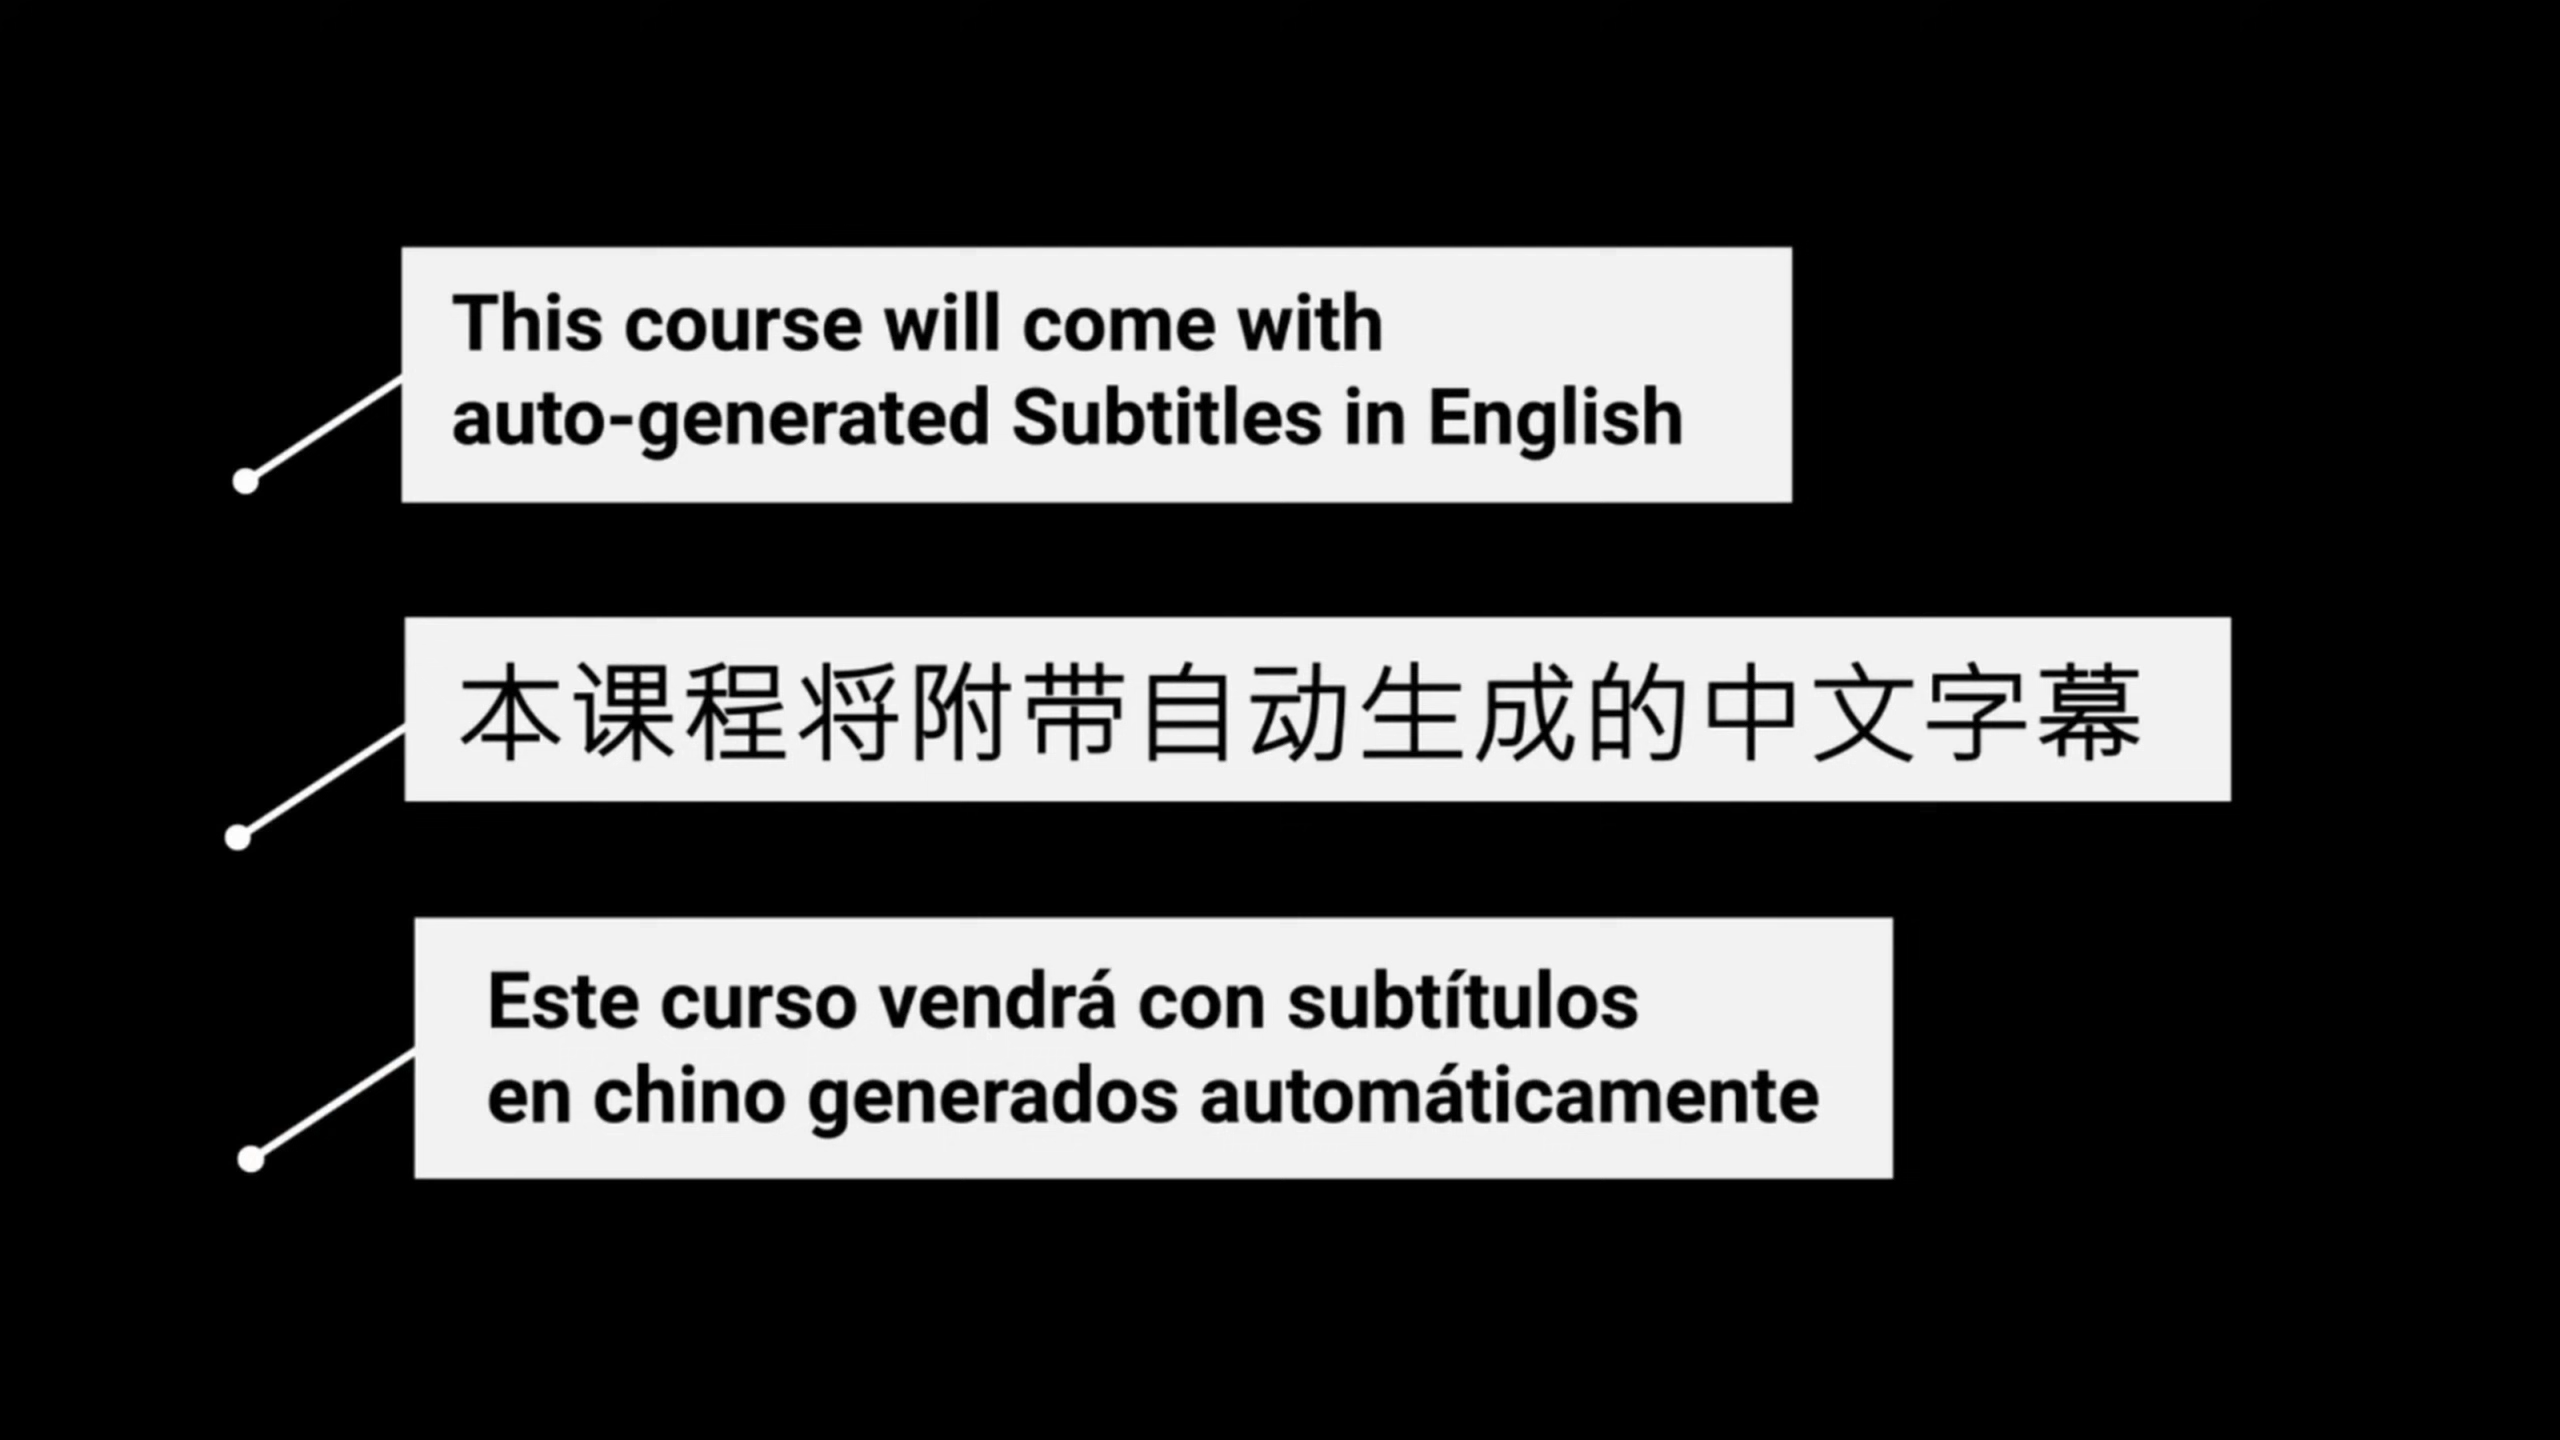 This course will come with
auto-generated Subtitles in English
本课程将附带自动生成的中文字幕
Este curso vendrá con subtítulos
en chino generados automáticamente